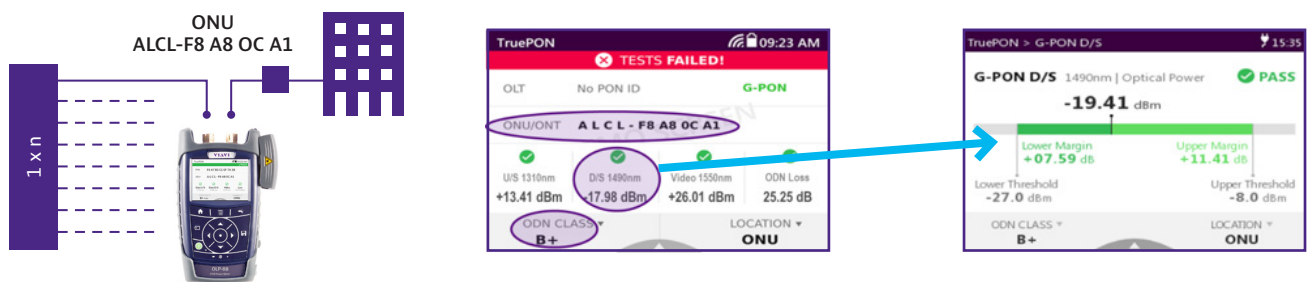 ONU
ALCL-F8 A8 OC A1
1 x n
VIAVI
OLP-88
TruePON 09:23 AM
TESTS FAILED!
OLT No PON ID G-PON
ONU/ONT A L C L - F8 A8 0C A1
U/S 1310nm D/S 1490nm Video 1550nm ODN Loss
+13.41 dBm -17.98 dBm +26.01 dBm 25.25 dB
ODN CLASS LOCATION
B+ ONU
TruePON > G-PON D/S 15:35
G-PON D/S 1490nm | Optical Power PASS
-19.41 dBm
Lower Margin Upper Margin
+07.59 dB +11.41 dB
Lower Threshold Upper Threshold
-27.0 dBm -8.0 dBm
ODN CLASS LOCATION
B+ ONU